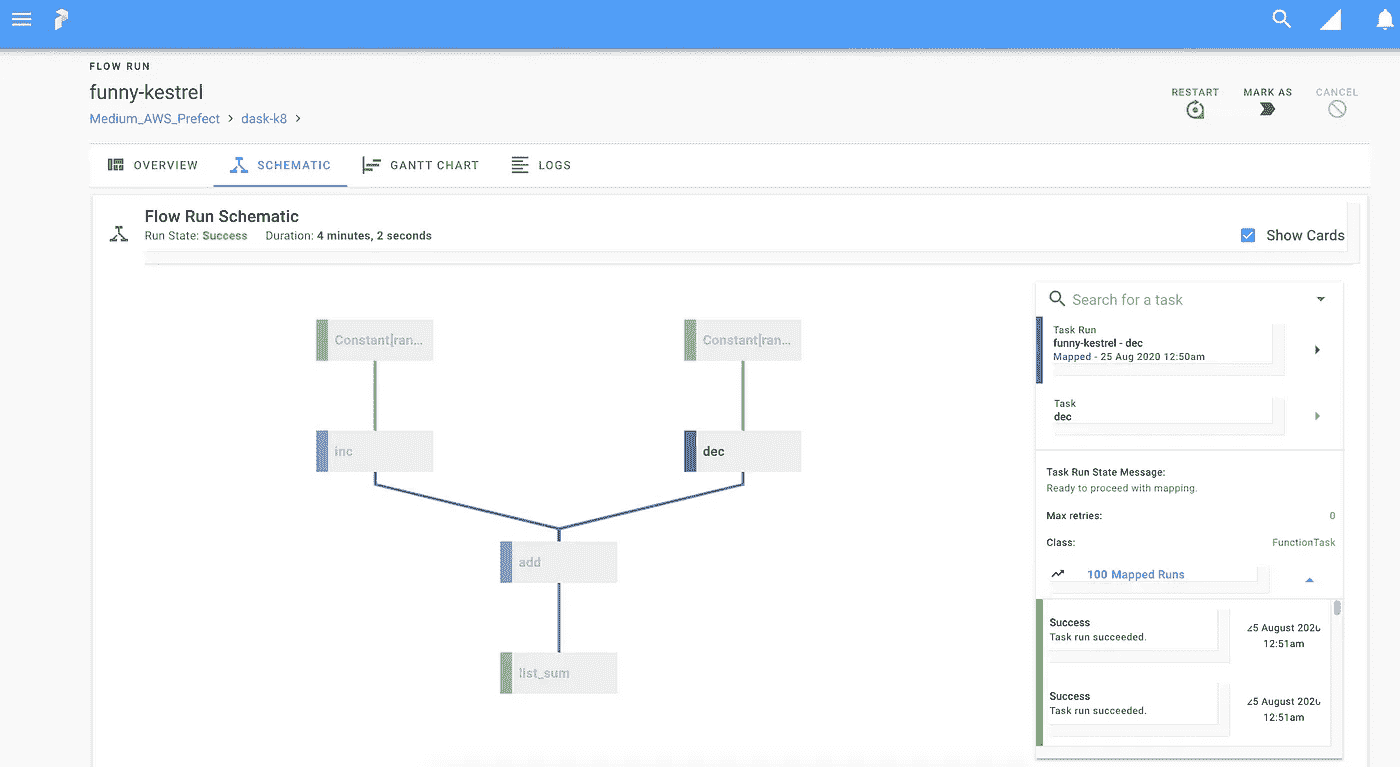 FLOW RUN
funny-kestrel
Medium_AWS_Prefect > dask-k8 >
RESTART
MARK AS
CANCEL
OVERVIEW
SCHEMATIC
GANTT CHART
LOGS
Flow Run Schematic
Run State: Success Duration: 4 minutes, 2 seconds
Show Cards
Constant|ran...
Constant|ran...
inc
dec
add
list_sum
Search for a task
Task Run
funny-kestrel - dec
Mapped - 25 Aug 2020 12:50am
Task
dec
Task Run State Message:
Ready to proceed with mapping.
Max retries: 0
Class: FunctionTask
100 Mapped Runs
Success
Task run succeeded.
25 August 2020
12:51am
Success
Task run succeeded.
25 August 2020
12:51am